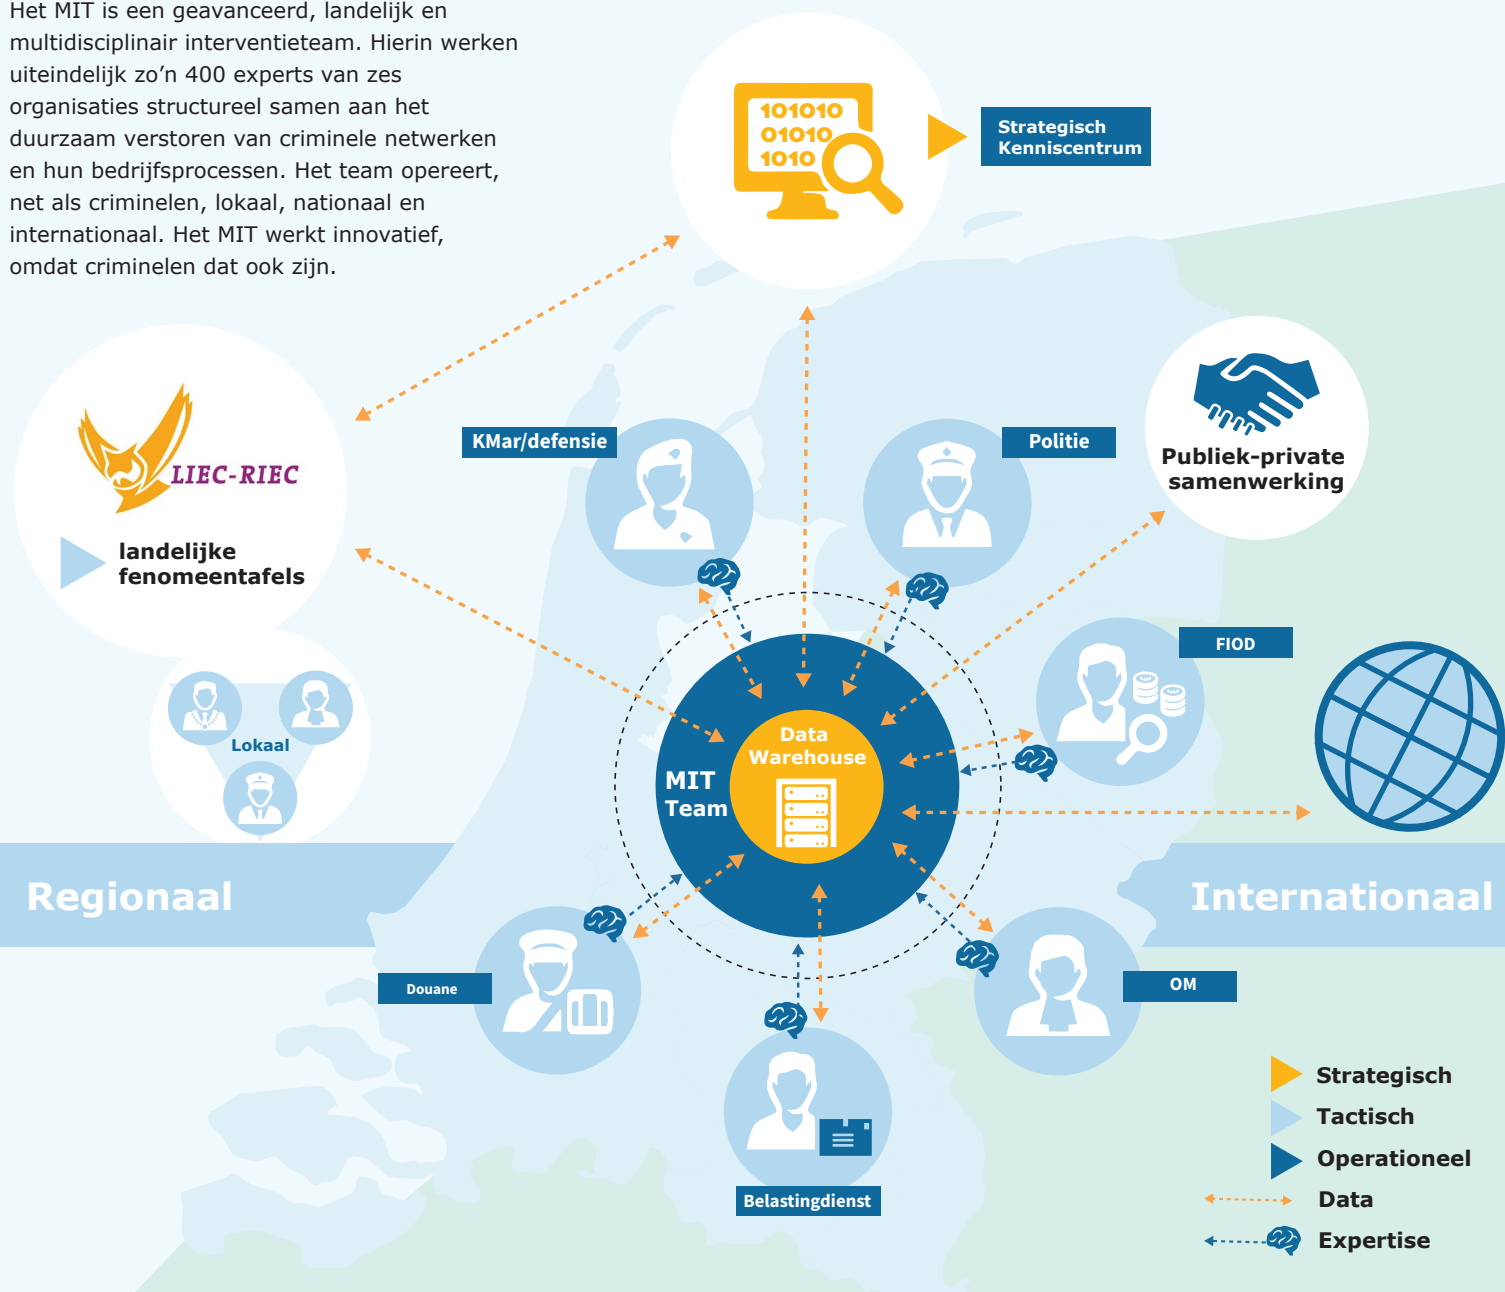 Het MIT is een geavanceerd, landelijk en
multidisciplinair interventieteam. Hierin werken
uiteindelijk zo’n 400 experts van zes
organisaties structureel samen aan het
duurzaam verstoren van criminele netwerken
en hun bedrijfsprocessen. Het team opereert,
net als criminelen, lokaal, nationaal en
internationaal. Het MIT werkt innovatief,
omdat criminelen dat ook zijn.
101010
01010
1010
Strategisch
Kenniscentrum
LIEC-RIEC
landelijke
fenomeentafels
KMar/defensie
Politie
Publiek-private
samenwerking
FIOD
Lokaal
Data
Warehouse
MIT
Team
Regionaal
Internationaal
Douane
OM
Belastingdienst
Strategisch
Tactisch
Operationeel
Data
Expertise